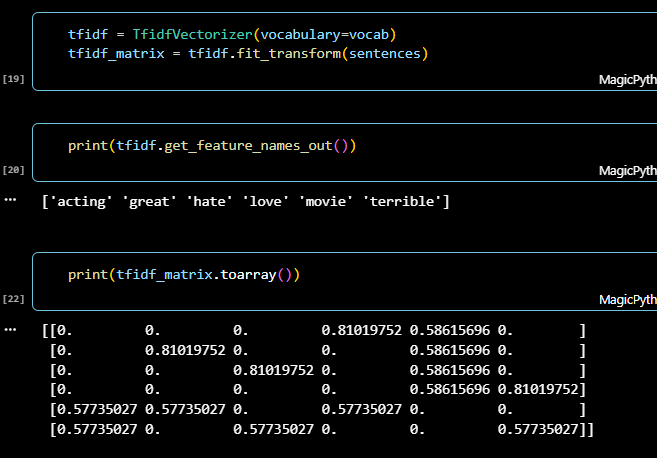 tfidf = TfidfVectorizer(vocabulary=vocab)
tfidf_matrix = tfidf.fit_transform(sentences)
[19]
MagicPyth
print(tfidf.get_feature_names_out())
[20]
MagicPyth
... ['acting' 'great' 'hate' 'love' 'movie' 'terrible']
print(tfidf_matrix.toarray())
[22]
MagicPyth
... [[0.         0.         0.         0.81019752 0.58615696 0.        ]
 [0.         0.81019752 0.         0.         0.58615696 0.        ]
 [0.         0.         0.81019752 0.         0.58615696 0.        ]
 [0.         0.         0.         0.         0.58615696 0.81019752]
 [0.57735027 0.57735027 0.         0.57735027 0.         0.        ]
 [0.57735027 0.         0.57735027 0.         0.         0.57735027]]